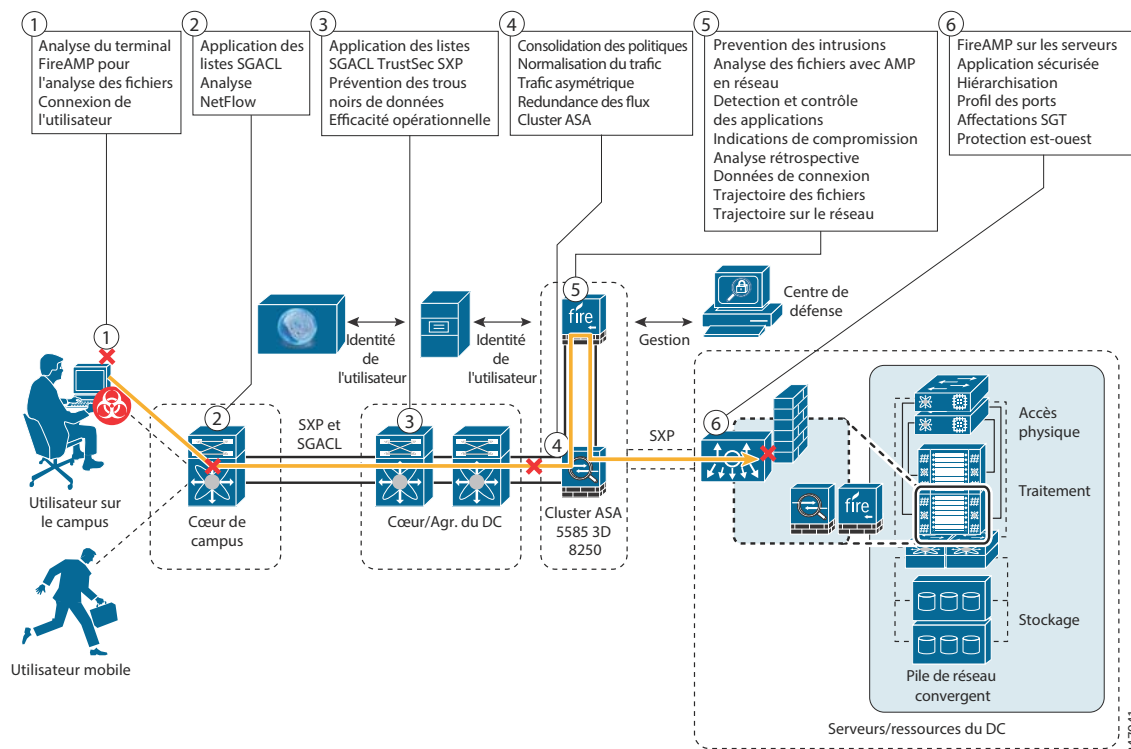 1
Analyse du terminal
FireAMP pour
l'analyse des fichiers
Connexion de
l'utilisateur
2
Application des
listes SGACL
Analyse
NetFlow
3
Application des listes
SGACL TrustSec SXP
Prévention des trous
noirs de données
Efficacité opérationnelle
4
Consolidation des politiques
Normalisation du trafic
Trafic asymétrique
Redundance des flux
Cluster ASA
5
Prevention des intrusions
Analyse des fichiers avec AMP
en réseau
Detection et contrôle
des applications
Indications de compromission
Analyse rétrospective
Données de connexion
Trajectoire des fichiers
Trajectoire sur le réseau
6
FireAMP sur les serveurs
Application sécurisée
Hiérarchisation
Profil des ports
Affectations SGT
Protection est-ouest
1
Utilisateur sur
le campus
Utilisateur mobile
2
Cœur de
campus
Identité
de
l'utilisateur
Identité
de
l'utilisateur
SXP et
SGACL
3
Cœur/Agr. du DC
4
5
fire
Cluster ASA
5585 3D
8250
Gestion
Centre de
défense
SXP
6
fire
Accès
physique
Traitement
Stockage
Pile de réseau
convergent
Serveurs/ressources du DC